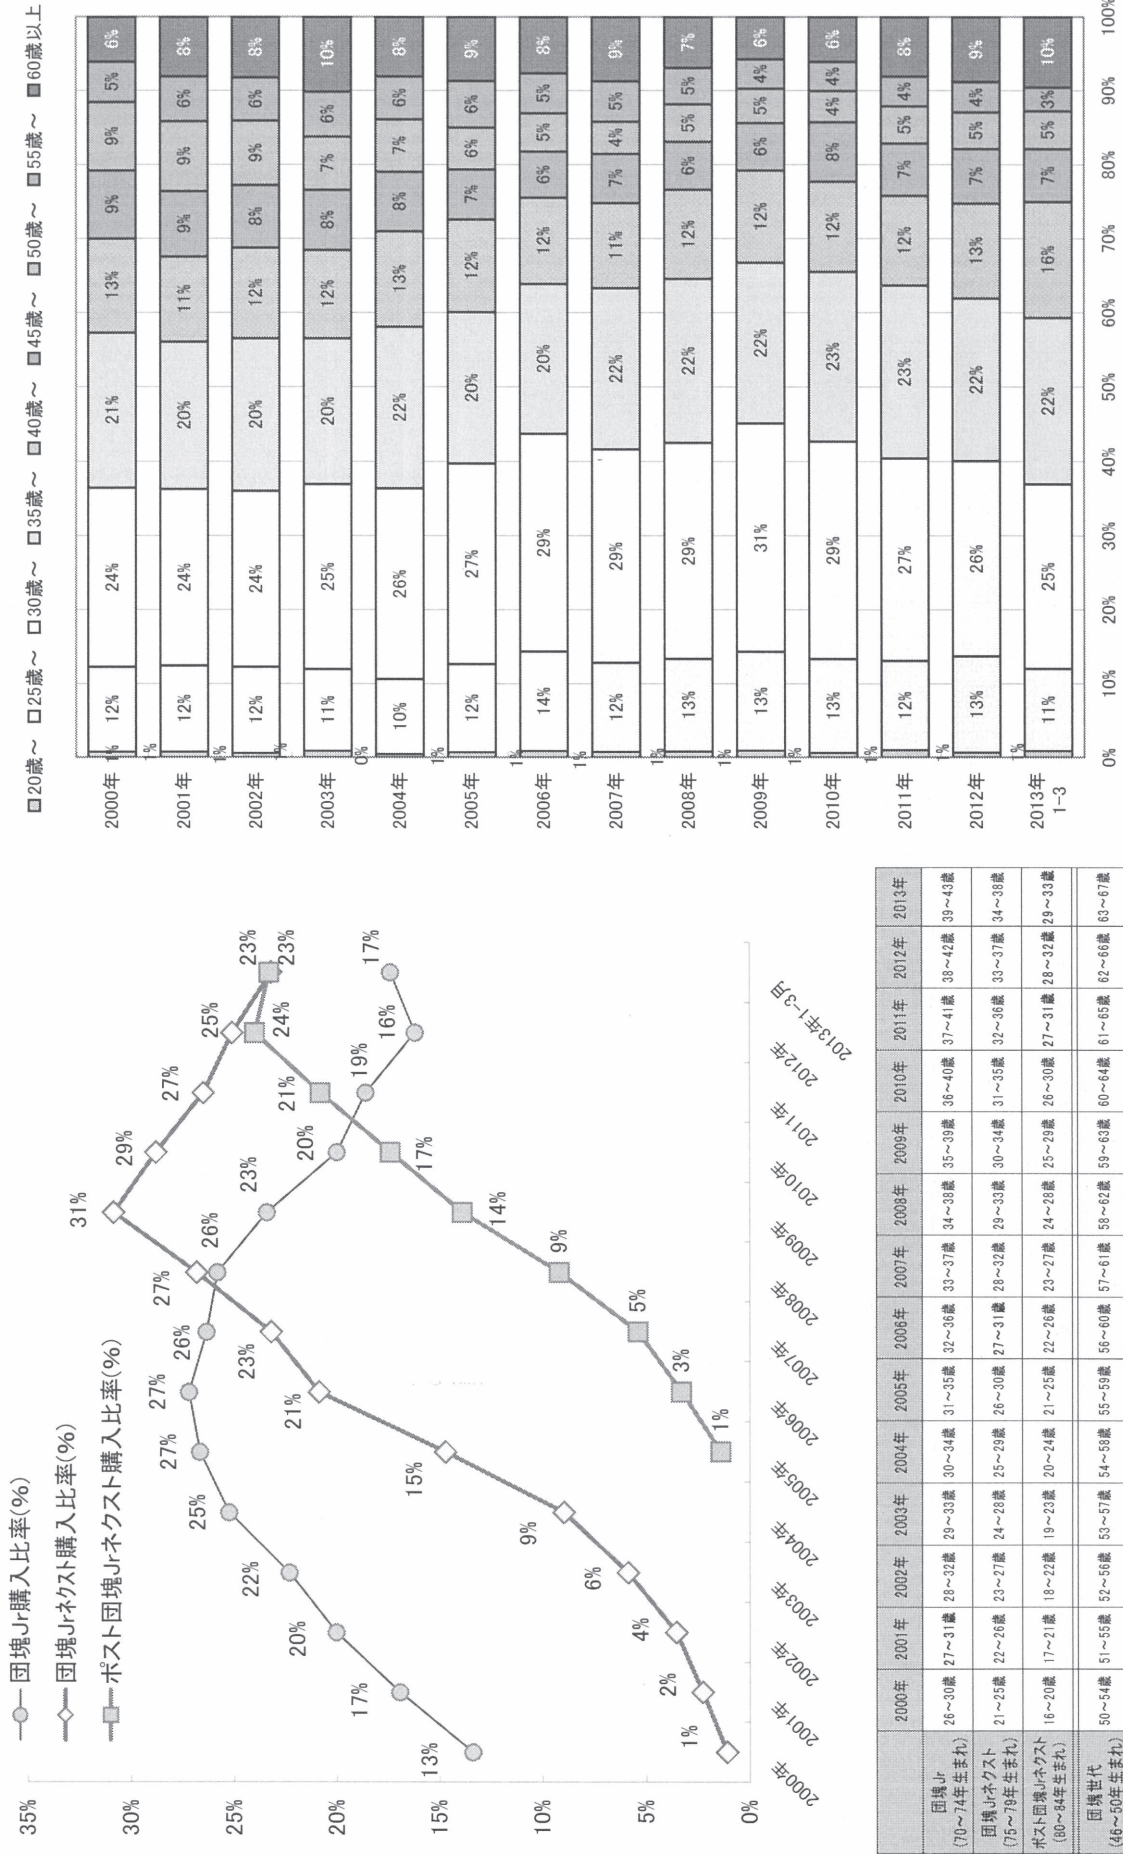 団塊Jr購入比率(%)
団塊Jrネクスト購入比率(%)
ポスト団塊Jrネクスト購入比率(%)
35%
30%
25%
20%
15%
10%
5%
0%
13% 17% 20% 22% 25% 27% 27% 26% 26% 23% 20% 19% 16% 17%
1% 2% 4% 6% 9% 15% 21% 23% 27% 31% 29% 27% 25% 23%
1% 3% 5% 9% 14% 17% 21% 24% 23%
2000年 2001年 2002年 2003年 2004年 2005年 2006年 2007年 2008年 2009年 2010年 2011年 2012年 2013年1-3月
2000年 2001年 2002年 2003年 2004年 2005年 2006年 2007年 2008年 2009年 2010年 2011年 2012年 2013年
団塊Jr
(70～74年生まれ) 26～30歳 27～31歳 28～32歳 29～33歳 30～34歳 31～35歳 32～36歳 33～37歳 34～38歳 35～39歳 36～40歳 37～41歳 38～42歳 39～43歳
団塊Jrネクスト
(75～79年生まれ) 21～25歳 22～26歳 23～27歳 24～28歳 25～29歳 26～30歳 27～31歳 28～32歳 29～33歳 30～34歳 31～35歳 32～36歳 33～37歳 34～38歳
ポスト団塊Jrネクスト
(80～84年生まれ) 16～20歳 17～21歳 18～22歳 19～23歳 20～24歳 21～25歳 22～26歳 23～27歳 24～28歳 25～29歳 26～30歳 27～31歳 28～32歳 29～33歳
団塊世代
(46～50年生まれ) 50～54歳 51～55歳 52～56歳 53～57歳 54～58歳 55～59歳 56～60歳 57～61歳 58～62歳 59～63歳 60～64歳 61～65歳 62～66歳 63～67歳
20歳～ 25歳～ 30歳～ 35歳～ 40歳～ 45歳～ 50歳～ 55歳～ 60歳以上
2000年 1% 12% 24% 21% 13% 9% 9% 5% 6%
2001年 1% 12% 24% 20% 11% 9% 9% 6% 8%
2002年 1% 12% 24% 20% 12% 8% 9% 6% 8%
2003年 1% 11% 25% 20% 12% 8% 7% 6% 10%
2004年 0% 10% 26% 22% 13% 8% 7% 6% 8%
2005年 1% 12% 27% 20% 12% 7% 6% 6% 9%
2006年 1% 14% 29% 20% 12% 6% 5% 5% 8%
2007年 1% 12% 29% 22% 11% 7% 4% 5% 9%
2008年 1% 13% 29% 22% 12% 6% 5% 5% 7%
2009年 1% 13% 31% 22% 12% 6% 5% 4% 6%
2010年 1% 13% 29% 23% 12% 8% 4% 4% 6%
2011年 1% 12% 27% 23% 12% 7% 5% 4% 8%
2012年 1% 13% 26% 22% 13% 7% 5% 4% 9%
2013年
1-3 1% 11% 25% 22% 16% 7% 5% 3% 10%
0% 10% 20% 30% 40% 50% 60% 70% 80% 90% 100%